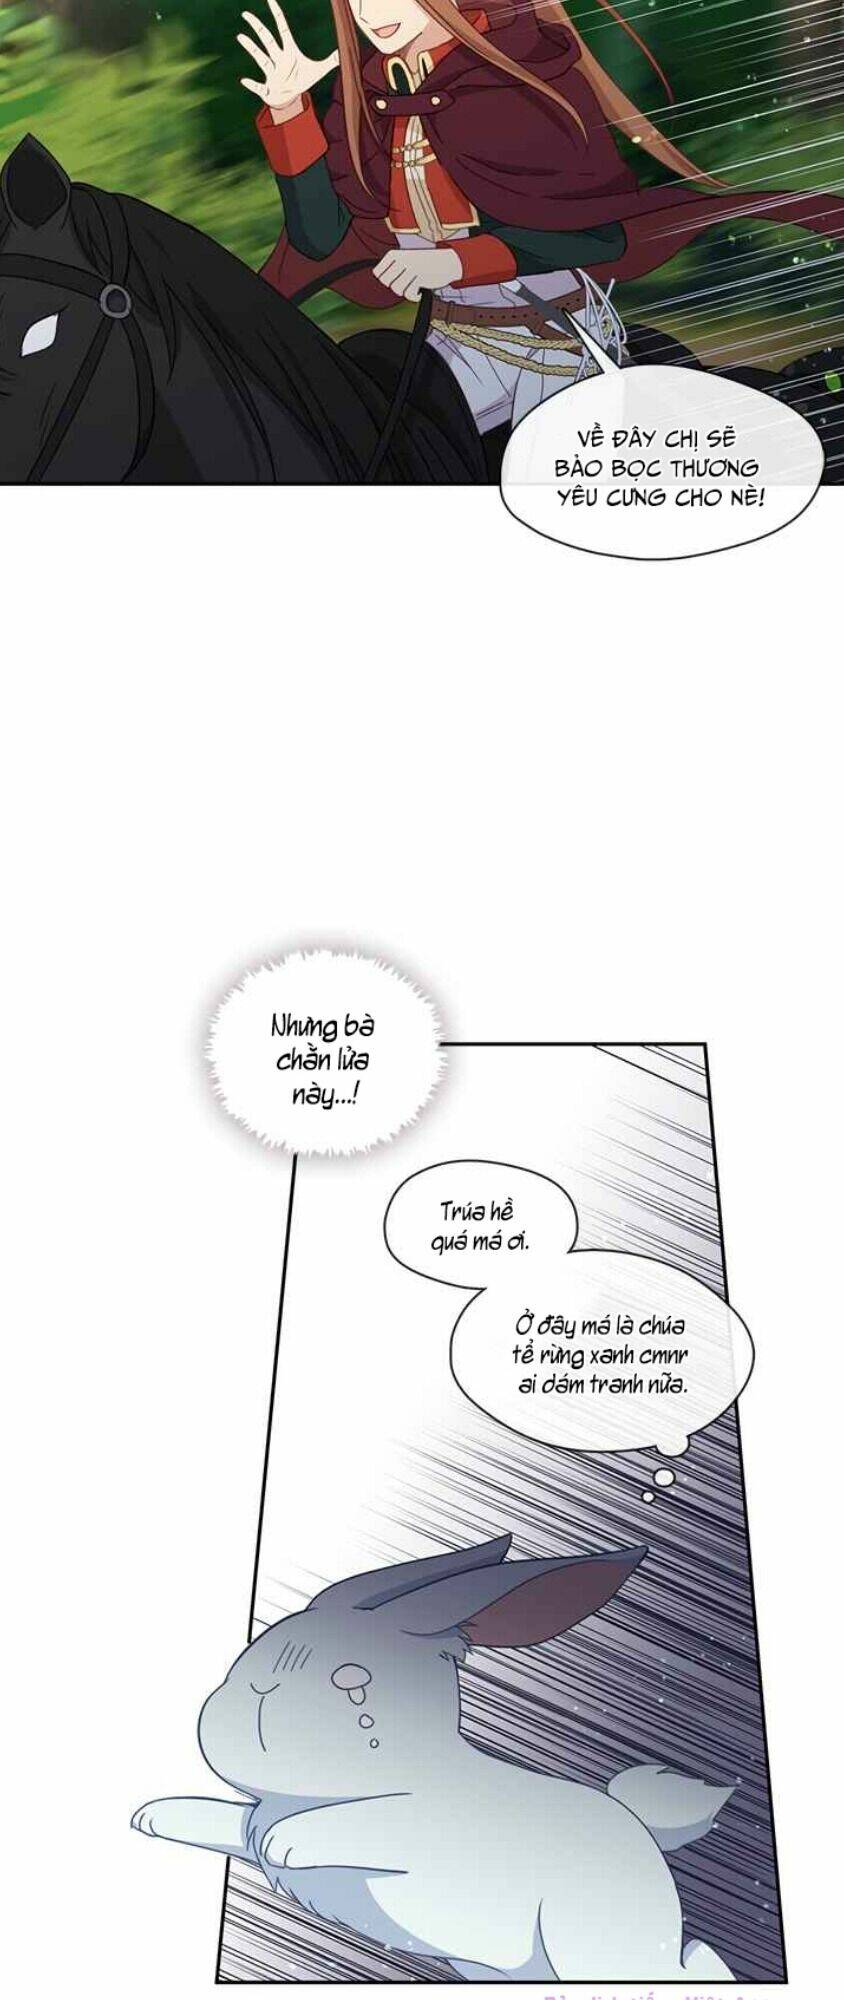 VỀ ĐÂY CHỊ SẼ
BẢO BỌC THƯƠNG
YÊU CƯNG CHO NÈ!
Nhưng bà
chằn lửa
này...!
Trúa hề
quá má ơi.
Ở đây má là chúa
tể rừng xanh cmnr
ai dám tranh nữa.